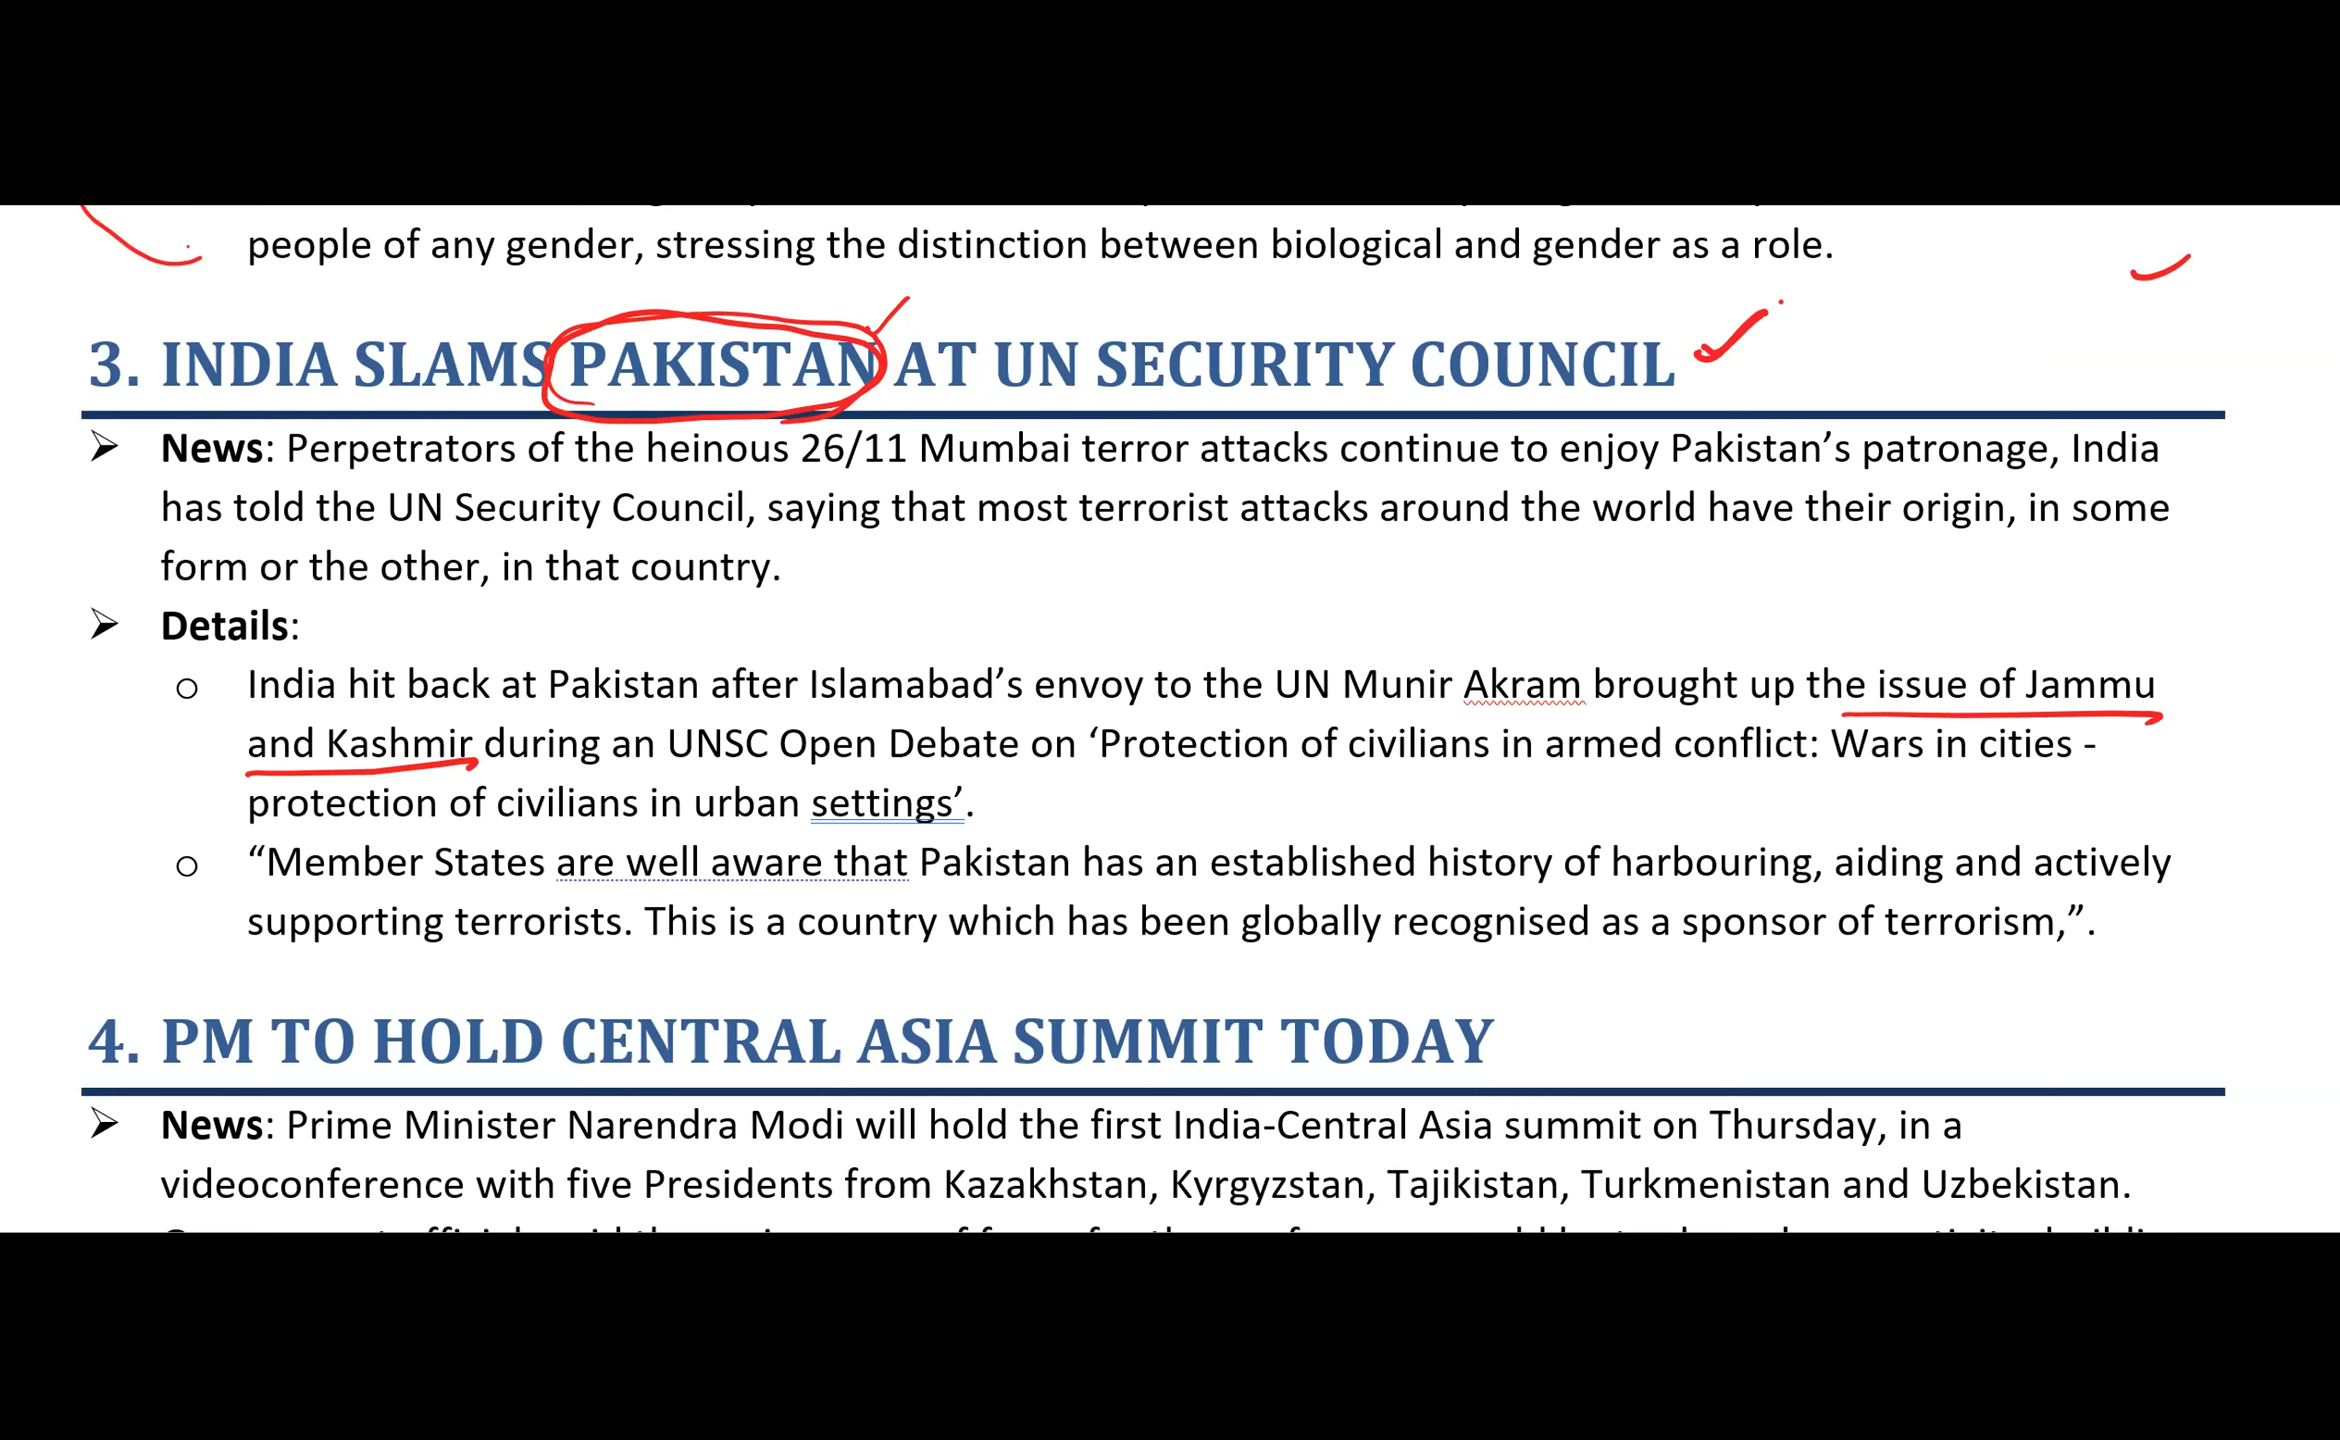 people of any gender, stressing the distinction between biological and gender as a role.
3. INDIA SLAMS PAKISTAN AT UN SECURITY COUNCIL
➢ News: Perpetrators of the heinous 26/11 Mumbai terror attacks continue to enjoy Pakistan’s patronage, India
has told the UN Security Council, saying that most terrorist attacks around the world have their origin, in some
form or the other, in that country.
➢ Details:
o India hit back at Pakistan after Islamabad’s envoy to the UN Munir Akram brought up the issue of Jammu
and Kashmir during an UNSC Open Debate on ‘Protection of civilians in armed conflict: Wars in cities -
protection of civilians in urban settings’.
o “Member States are well aware that Pakistan has an established history of harbouring, aiding and actively
supporting terrorists. This is a country which has been globally recognised as a sponsor of terrorism,”.
4. PM TO HOLD CENTRAL ASIA SUMMIT TODAY
➢ News: Prime Minister Narendra Modi will hold the first India-Central Asia summit on Thursday, in a
videoconference with five Presidents from Kazakhstan, Kyrgyzstan, Tajikistan, Turkmenistan and Uzbekistan.